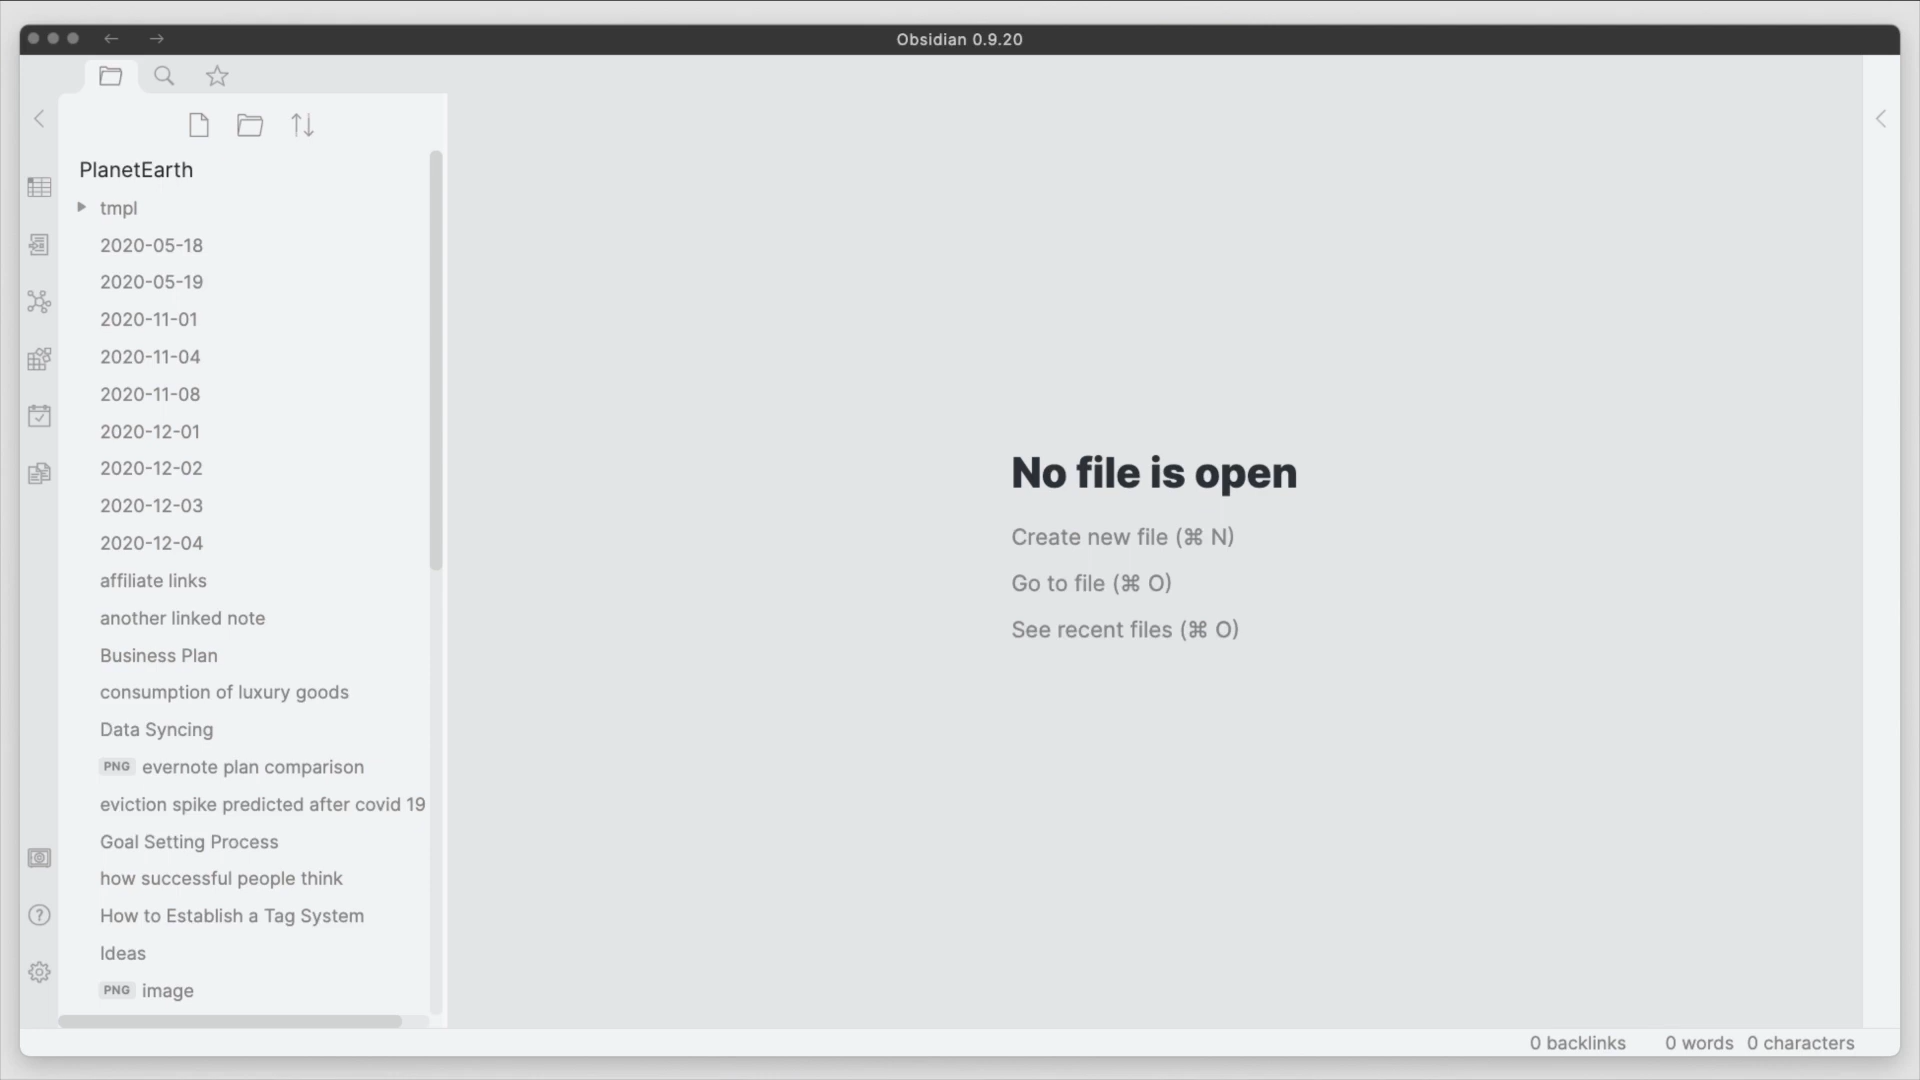 Obsidian 0.9.20
PlanetEarth
tmpl
2020-05-18
2020-05-19
2020-11-01
2020-11-04
2020-11-08
2020-12-01
2020-12-02
2020-12-03
2020-12-04
affiliate links
another linked note
Business Plan
consumption of luxury goods
Data Syncing
PNG evernote plan comparison
eviction spike predicted after covid 19
Goal Setting Process
how successful people think
How to Establish a Tag System
Ideas
PNG image
No file is open
Create new file (⌘ N)
Go to file (⌘ O)
See recent files (⌘ O)
0 backlinks 0 words 0 characters